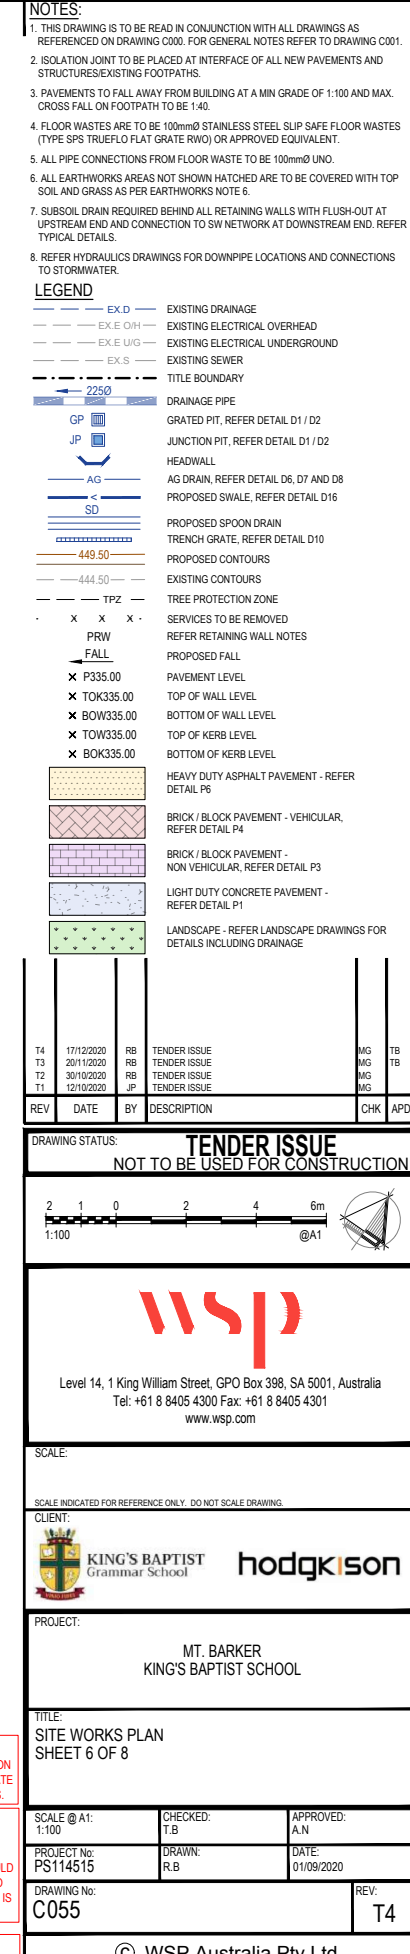 NOTES:
1. THIS DRAWING IS TO BE READ IN CONJUNCTION WITH ALL DRAWINGS AS
REFERENCED ON DRAWING C000. FOR GENERAL NOTES REFER TO DRAWING C001.
2. ISOLATION JOINT TO BE PLACED AT INTERFACE OF ALL NEW PAVEMENTS AND
STRUCTURES/EXISTING FOOTPATHS.
3. PAVEMENTS TO FALL AWAY FROM BUILDING AT A MIN GRADE OF 1:100 AND MAX.
CROSS FALL ON FOOTPATH TO BE 1:40.
4. FLOOR WASTES ARE TO BE 100mmØ STAINLESS STEEL SLIP SAFE FLOOR WASTES
(TYPE SPS TRUEFLO FLAT GRATE RWO) OR APPROVED EQUIVALENT.
5. ALL PIPE CONNECTIONS FROM FLOOR WASTE TO BE 100mmØ UNO.
6. ALL EARTHWORKS AREAS NOT SHOWN HATCHED ARE TO BE COVERED WITH TOP
SOIL AND GRASS AS PER EARTHWORKS NOTE 6.
7. SUBSOIL DRAIN REQUIRED BEHIND ALL RETAINING WALLS WITH FLUSH-OUT AT
UPSTREAM END AND CONNECTION TO SW NETWORK AT DOWNSTREAM END. REFER
TYPICAL DETAILS.
8. REFER HYDRAULICS DRAWINGS FOR DOWNPIPE LOCATIONS AND CONNECTIONS
TO STORMWATER.
LEGEND
EX.D EXISTING DRAINAGE
EX.E O/H EXISTING ELECTRICAL OVERHEAD
EX.E U/G EXISTING ELECTRICAL UNDERGROUND
EX.S EXISTING SEWER
TITLE BOUNDARY
225Ø
DRAINAGE PIPE
GP GRATED PIT, REFER DETAIL D1 / D2
JP JUNCTION PIT, REFER DETAIL D1 / D2
HEADWALL
AG AG DRAIN, REFER DETAIL D6, D7 AND D8
< PROPOSED SWALE, REFER DETAIL D16
SD
PROPOSED SPOON DRAIN
TRENCH GRATE, REFER DETAIL D10
449.50 PROPOSED CONTOURS
444.50 EXISTING CONTOURS
TPZ TREE PROTECTION ZONE
X X X SERVICES TO BE REMOVED
PRW REFER RETAINING WALL NOTES
FALL PROPOSED FALL
P335.00 PAVEMENT LEVEL
TOK335.00 TOP OF WALL LEVEL
BOW335.00 BOTTOM OF WALL LEVEL
TOW335.00 TOP OF KERB LEVEL
BOK335.00 BOTTOM OF KERB LEVEL
HEAVY DUTY ASPHALT PAVEMENT - REFER
DETAIL P6
BRICK / BLOCK PAVEMENT - VEHICULAR,
REFER DETAIL P4
BRICK / BLOCK PAVEMENT -
NON VEHICULAR, REFER DETAIL P3
LIGHT DUTY CONCRETE PAVEMENT -
REFER DETAIL P1
LANDSCAPE - REFER LANDSCAPE DRAWINGS FOR
DETAILS INCLUDING DRAINAGE
T4 17/12/2020 RB TENDER ISSUE MG TB
T3 20/11/2020 RB TENDER ISSUE MG TB
T2 30/10/2020 RB TENDER ISSUE MG
T1 12/10/2020 JP TENDER ISSUE MG
REV DATE BY DESCRIPTION CHK APD
DRAWING STATUS: TENDER ISSUE
NOT TO BE USED FOR CONSTRUCTION
2 1 0 2 4 6m
1:100 @A1
wsp
Level 14, 1 King William Street, GPO Box 398, SA 5001, Australia
Tel: +61 8 8405 4300 Fax: +61 8 8405 4301
www.wsp.com
SCALE:
SCALE INDICATED FOR REFERENCE ONLY. DO NOT SCALE DRAWING.
CLIENT:
KING'S BAPTIST
Grammar School
hodgkison
PROJECT:
MT. BARKER
KING'S BAPTIST SCHOOL
TITLE:
SITE WORKS PLAN
SHEET 6 OF 8
SCALE @ A1: CHECKED: APPROVED:
1:100 T.B A.N
PROJECT No: DRAWN: DATE:
PS114515 R.B 01/09/2020
DRAWING No: REV:
C055 T4
© WSP Australia Pty Ltd